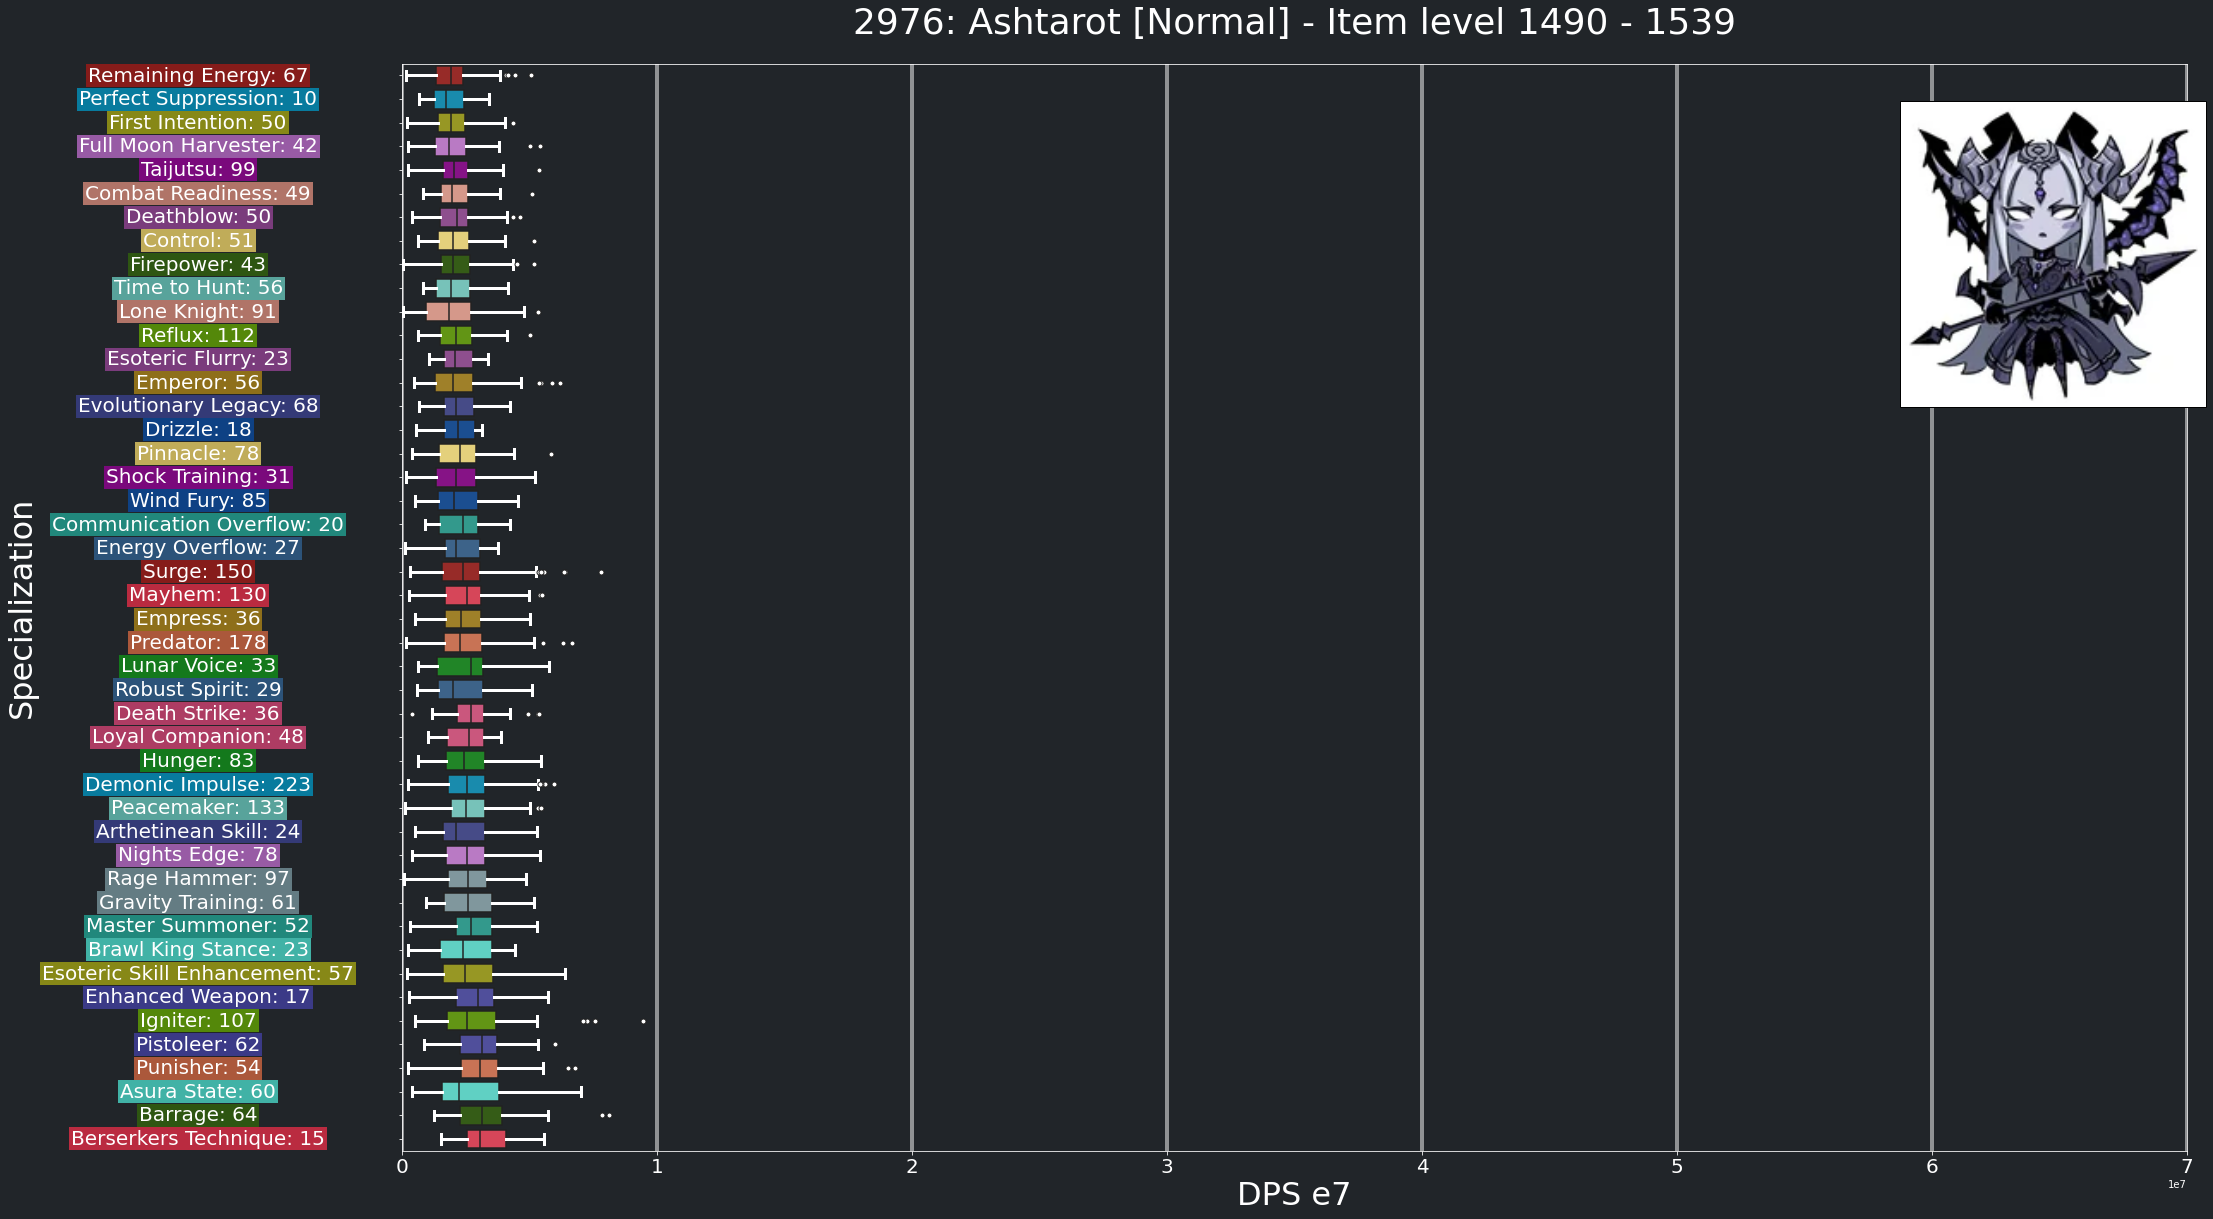 2976: Ashtarot [Normal] - Item level 1490 - 1539
Remaining Energy: 67
Perfect Suppression: 10
First Intention: 50
Full Moon Harvester: 42
Taijutsu: 99
Combat Readiness: 49
Deathblow: 50
Control: 51
Firepower: 43
Time to Hunt: 56
Lone Knight: 91
Reflux: 112
Esoteric Flurry: 23
Emperor: 56
Evolutionary Legacy: 68
Drizzle: 18
Pinnacle: 78
Shock Training: 31
Wind Fury: 85
Communication Overflow: 20
Energy Overflow: 27
Surge: 150
Mayhem: 130
Empress: 36
Predator: 178
Lunar Voice: 33
Robust Spirit: 29
Death Strike: 36
Loyal Companion: 48
Hunger: 83
Demonic Impulse: 223
Peacemaker: 133
Arthetinean Skill: 24
Nights Edge: 78
Rage Hammer: 97
Gravity Training: 61
Master Summoner: 52
Brawl King Stance: 23
Esoteric Skill Enhancement: 57
Enhanced Weapon: 17
Igniter: 107
Pistoleer: 62
Punisher: 54
Asura State: 60
Barrage: 64
Berserkers Technique: 15
Specialization
0 1 2 3 4 5 6 7
1e7
DPS e7